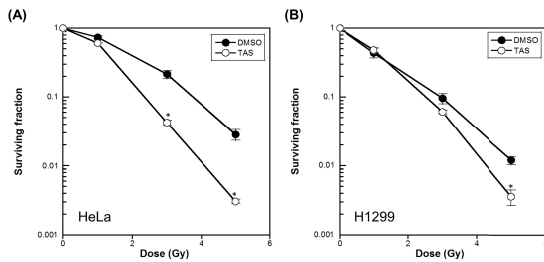 (A)
DMSO
TAS
Surviving fraction
1
0.1
0.01
0.001
*
*
HeLa
0 2 4 6
Dose (Gy)
(B)
DMSO
TAS
Surviving fraction
1
0.1
0.01
0.001
*
H1299
0 2 4 6
Dose (Gy)